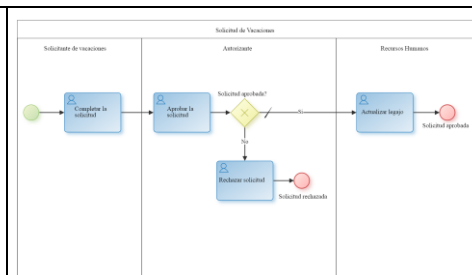 Solicitud de Vacaciones
Solicitante de vacaciones
Autorizante
Recursos Humanos
Solicitud aprobada?
Completar la
solicitud
Aprobar la
solicitud
Si
Actualizar legajo
Solicitud aprobada
No
Rechazar solicitud
Solicitud rechazada